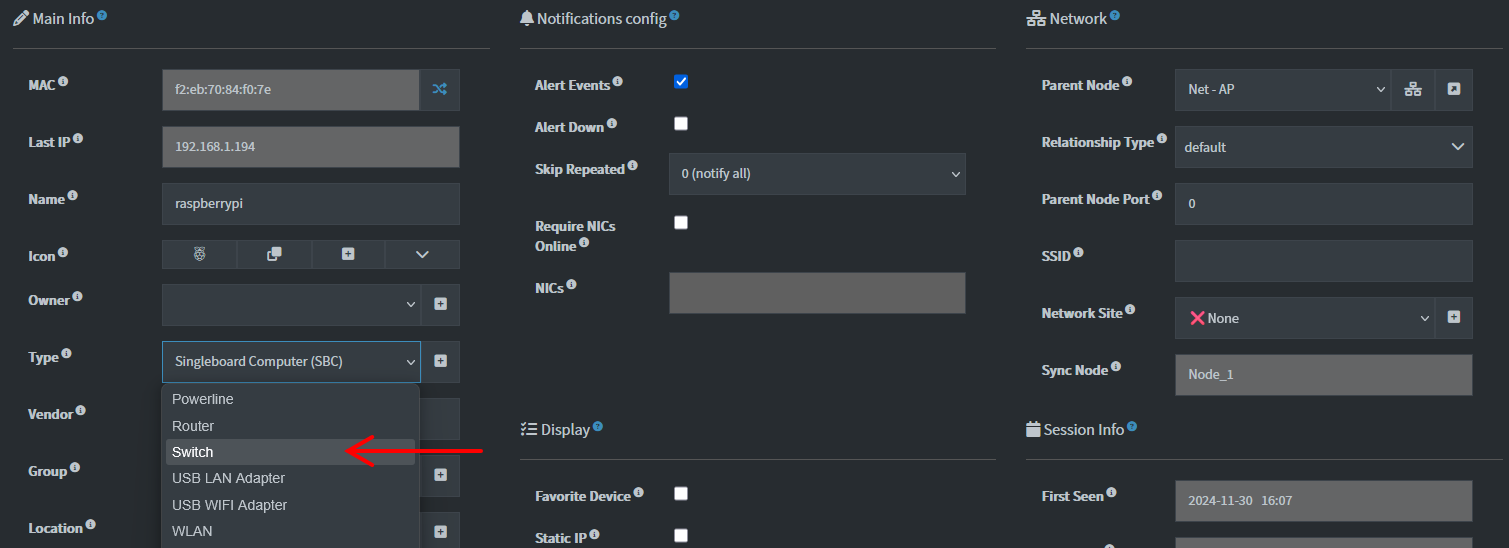 Main Info
MAC
f2:eb:70:84:f0:7e
Last IP
192.168.1.194
Name
raspberrypi
Icon
Owner
Type
Singleboard Computer (SBC)
Powerline
Router
Switch
USB LAN Adapter
USB WIFI Adapter
WLAN
Vendor
Group
Location
Notifications config
Alert Events
Alert Down
Skip Repeated
0 (notify all)
Require NICs
Online
NICs
Display
Favorite Device
Static IP
Network
Parent Node
Net - AP
Relationship Type
default
Parent Node Port
0
SSID
Network Site
❌None
Sync Node
Node_1
Session Info
First Seen
2024-11-30 16:07